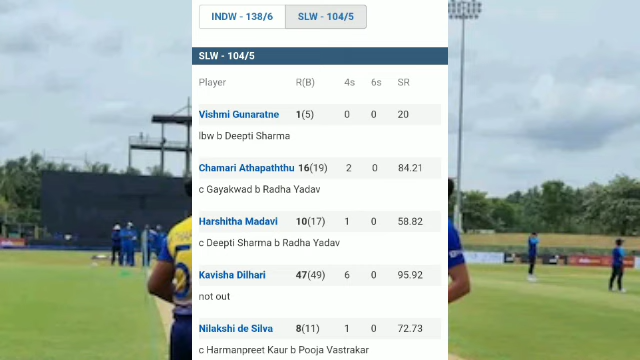 INDW - 138/6 SLW - 104/5
SLW - 104/5
Player R(B) 4s 6s SR
Vishmi Gunaratne 1(5) 0 0 20
lbw b Deepti Sharma
Chamari Athapaththu 16(19) 2 0 84.21
c Gayakwad b Radha Yadav
Harshitha Madavi 10(17) 1 0 58.82
c Deepti Sharma b Radha Yadav
Kavisha Dilhari 47(49) 6 0 95.92
not out
Nilakshi de Silva 8(11) 1 0 72.73
c Harmanpreet Kaur b Pooja Vastrakar